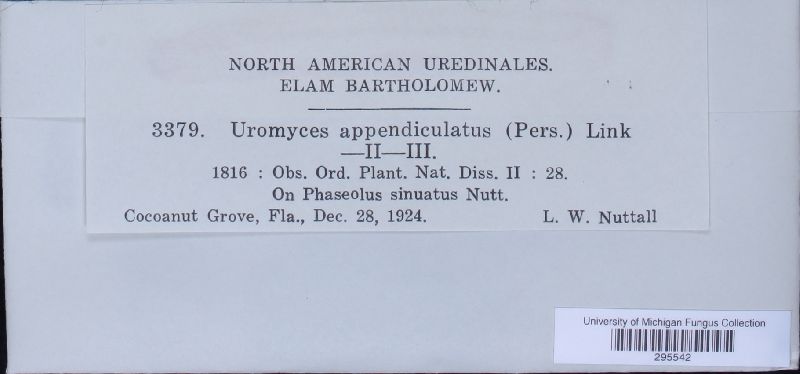 NORTH AMERICAN UREDINALES.
ELAM BARTHOLOMEW.
3379. Uromyces appendiculatus (Pers.) Link
—II—III.
1816 : Obs. Ord. Plant. Nat. Diss. II : 28.
On Phaseolus sinuatus Nutt.
Cocoanut Grove, Fla., Dec. 28, 1924. L. W. Nuttall
University of Michigan Fungus Collection
295542